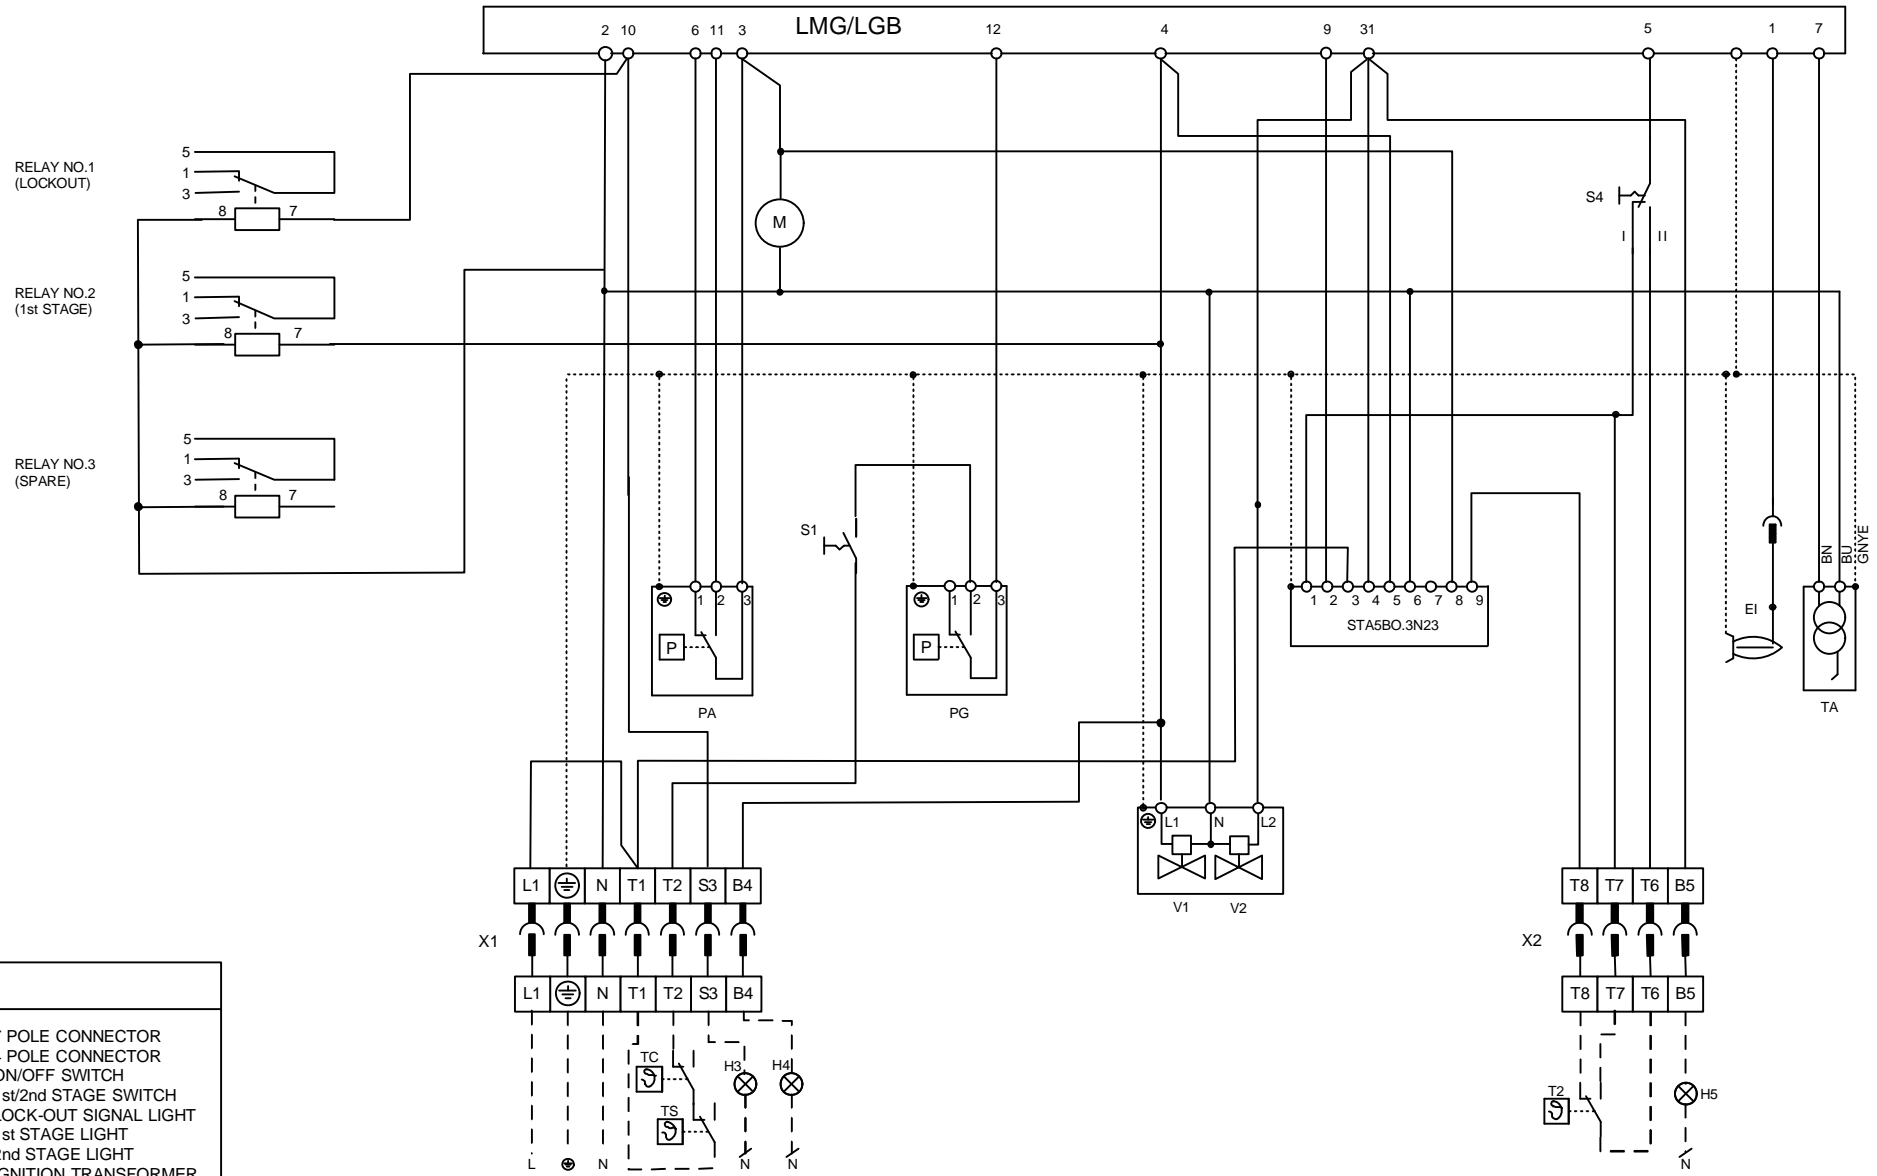 LMG/LGB
2 10 6 11 3 12 4 9 31 5 1 7
RELAY NO.1
(LOCKOUT)
5
1
3
8 7
RELAY NO.2
(1st STAGE)
5
1
3
8 7
RELAY NO.3
(SPARE)
5
1
3
8 7
M
S4
I II
S1
1 2 3
P
PA
1 2 3
P
PG
1 2 3 4 5 6 7 8 9
STA5BO.3N23
EI
BN
BU
GNYE
TA
L1 N L2
V1 V2
L1 N T1 T2 S3 B4
X1
L1 N T1 T2 S3 B4
TC
TS
H3
H4
L N N N
T8 T7 T6 B5
X2
T8 T7 T6 B5
T2
H5
N
POLE CONNECTOR
POLE CONNECTOR
ON/OFF SWITCH
st/2nd STAGE SWITCH
LOCK-OUT SIGNAL LIGHT
st STAGE LIGHT
2nd STAGE LIGHT
IGNITION TRANSFORMER